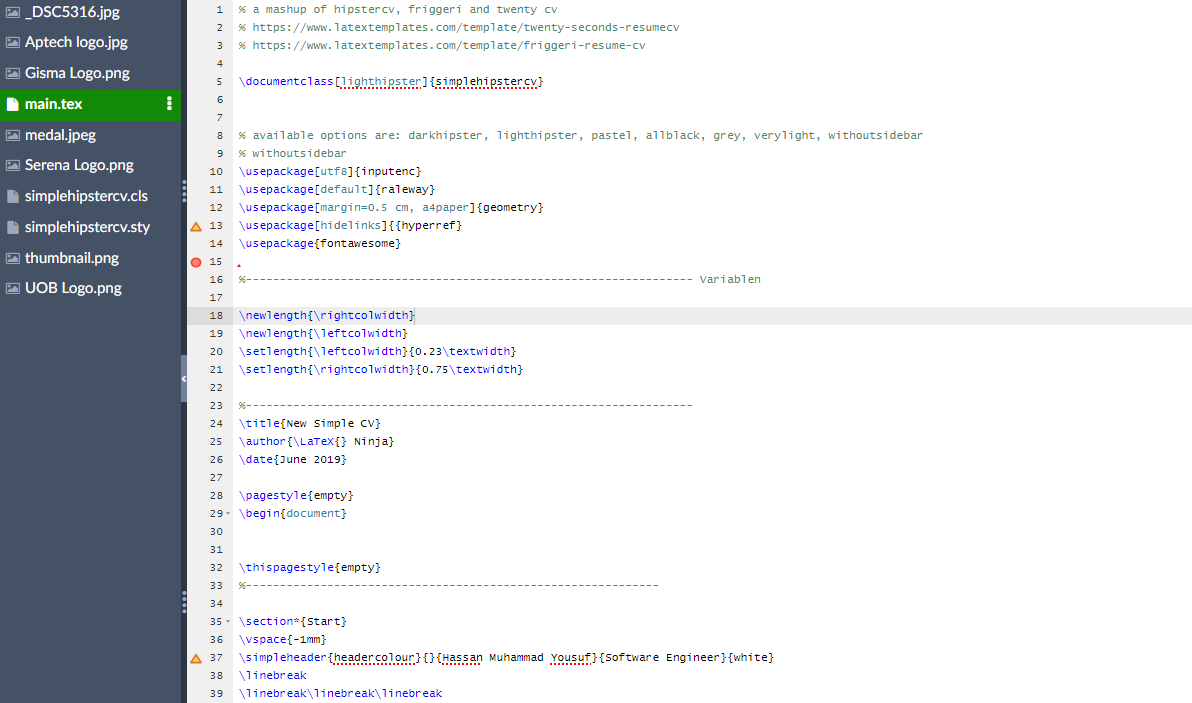 _DSC5316.jpg
Aptech logo.jpg
Gisma Logo.png
main.tex
medal.jpeg
Serena Logo.png
simplehipstercv.cls
simplehipstercv.sty
thumbnail.png
UOB Logo.png
1 % a mashup of hipstercv, friggeri and twenty cv
2 % https://www.latextemplates.com/template/twenty-seconds-resumecv
3 % https://www.latextemplates.com/template/friggeri-resume-cv
4
5 \documentclass[lighthipster]{simplehipstercv}
6
7
8 % available options are: darkhipster, lighthipster, pastel, allblack, grey, verylight, withoutsidebar
9 % withoutsidebar
10 \usepackage[utf8]{inputenc}
11 \usepackage[default]{raleway}
12 \usepackage[margin=0.5 cm, a4paper]{geometry}
13 \usepackage[hidelinks]{{hyperref}
14 \usepackage{fontawesome}
15
16 %------------------------------------------------------------------ Variablen
17
18 \newlength{\rightcolwidth}
19 \newlength{\leftcolwidth}
20 \setlength{\leftcolwidth}{0.23\textwidth}
21 \setlength{\rightcolwidth}{0.75\textwidth}
22
23 %------------------------------------------------------------------
24 \title{New Simple CV}
25 \author{\LaTeX{} Ninja}
26 \date{June 2019}
27
28 \pagestyle{empty}
29 \begin{document}
30
31
32 \thispagestyle{empty}
33 %-------------------------------------------------------------
34
35 \section*{Start}
36 \vspace{-1mm}
37 \simpleheader{headercolour}{}{Hassan Muhammad Yousuf}{Software Engineer}{white}
38 \linebreak
39 \linebreak\linebreak\linebreak